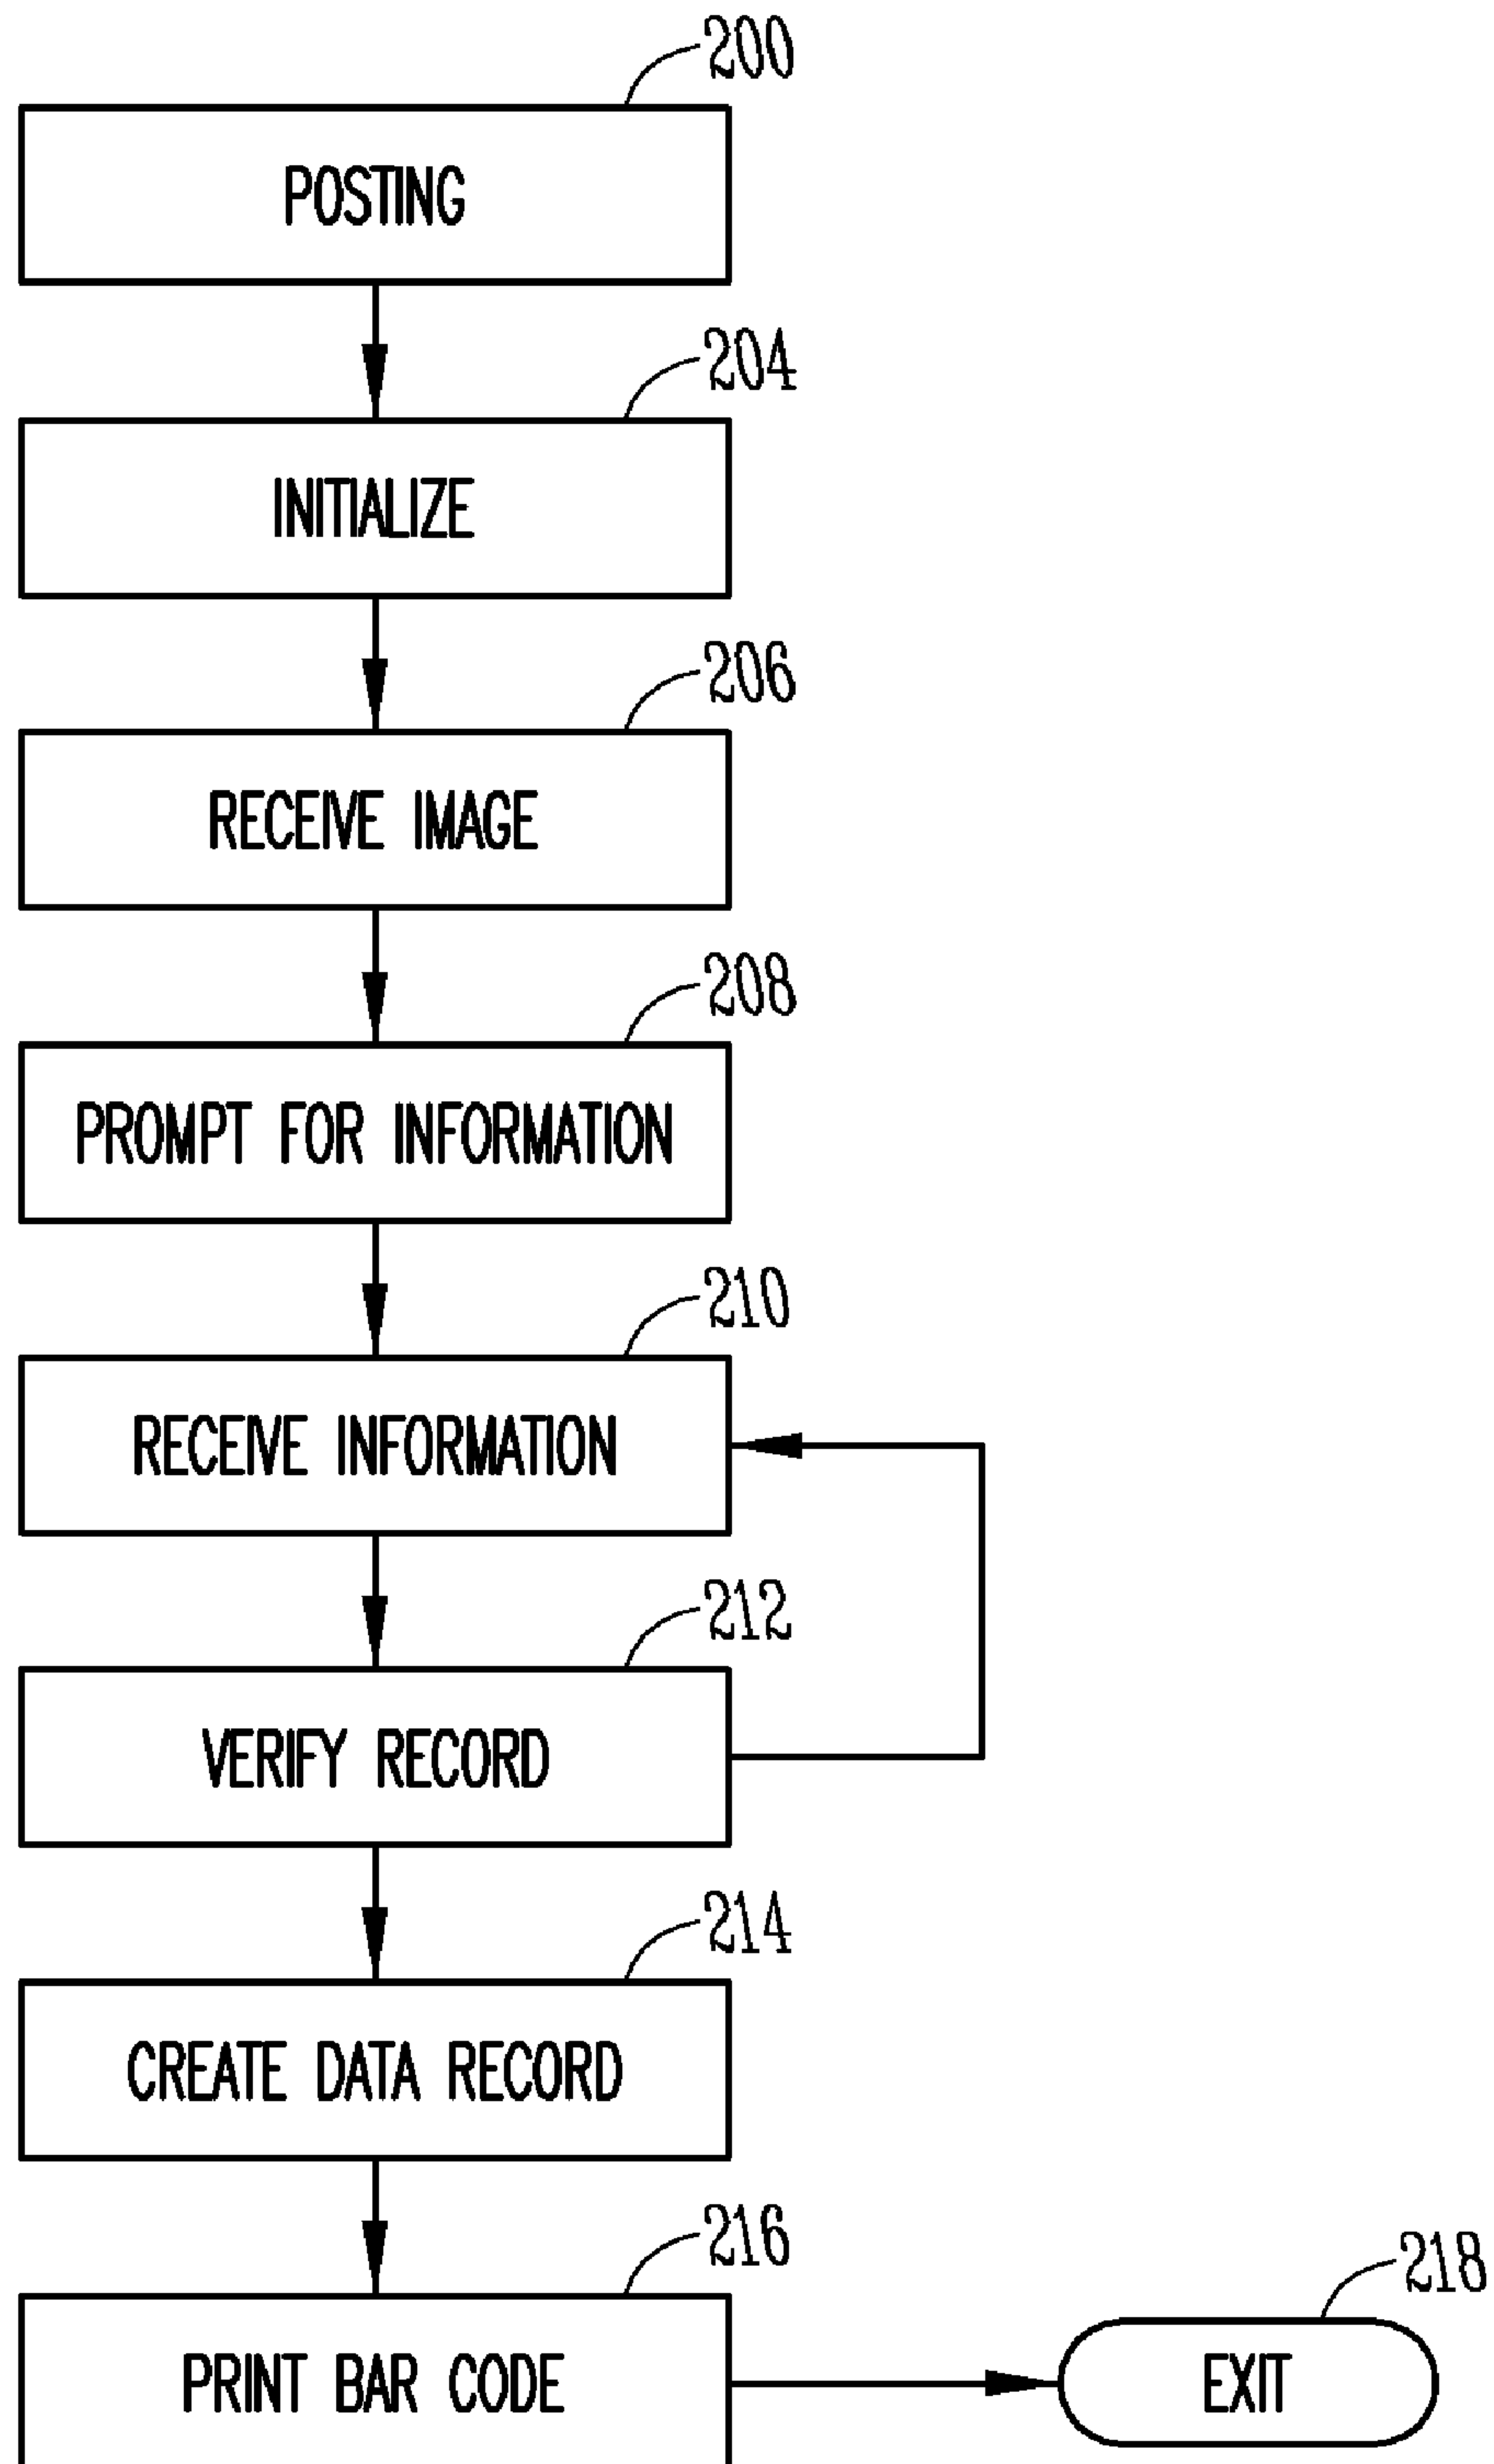 200
POSTING
204
INITIALIZE
206
RECEIVE IMAGE
208
PROMPT FOR INFORMATION
210
RECEIVE INFORMATION
212
VERIFY RECORD
214
CREATE DATA RECORD
216
PRINT BAR CODE
218
EXIT